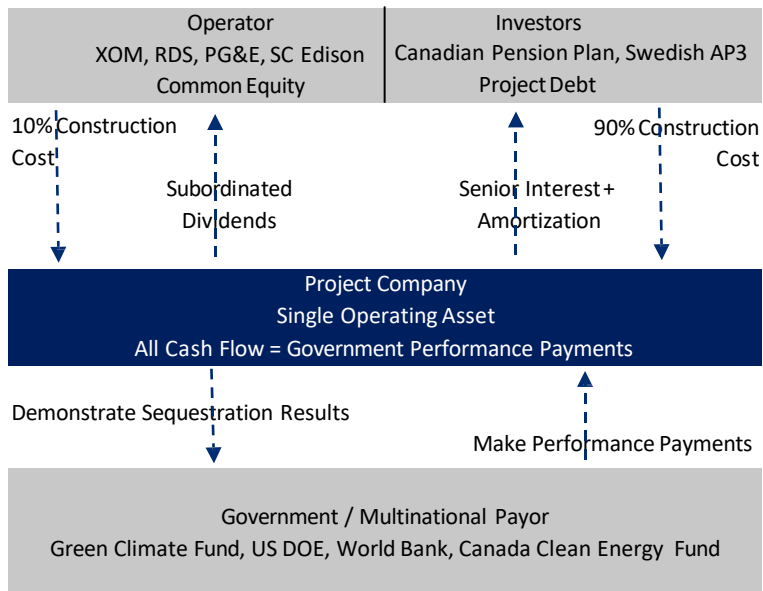 Operator
XOM, RDS, PG&E, SC Edison
Common Equity
Investors
Canadian Pension Plan, Swedish AP3
Project Debt
10% Construction
Cost
Subordinated
Dividends
Senior Interest +
Amortization
90% Construction
Cost
Project Company
Single Operating Asset
All Cash Flow = Government Performance Payments
Demonstrate Sequestration Results
Make Performance Payments
Government / Multinational Payor
Green Climate Fund, US DOE, World Bank, Canada Clean Energy Fund